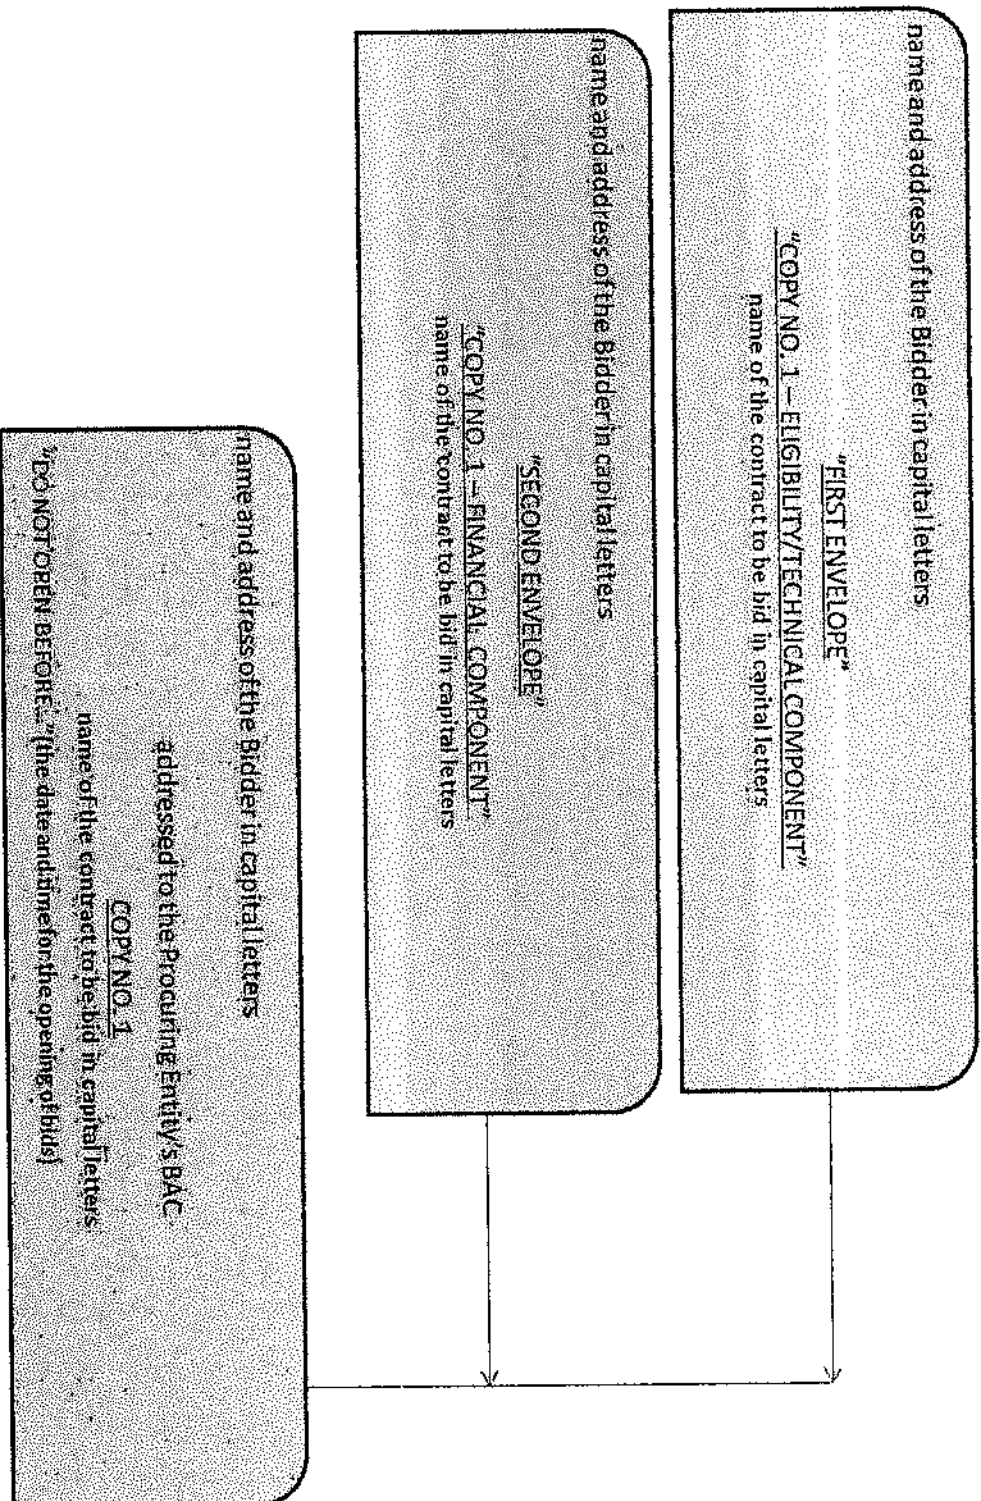 name and address of the Bidder in capital letters
"FIRST ENVELOPE"
"COPY NO. 1 – ELIGIBILITY/TECHNICAL COMPONENT"
name of the contract to be bid in capital letters
name and address of the Bidder in capital letters
"SECOND ENVELOPE"
"COPY NO. 1 – FINANCIAL COMPONENT"
name of the contract to be bid in capital letters
name and address of the Bidder in capital letters
addressed to the Procuring Entity's BAC
COPY NO. 1
name of the contract to be bid in capital letters
"DO NOT OPEN BEFORE..." [the date and time for the opening of bids]